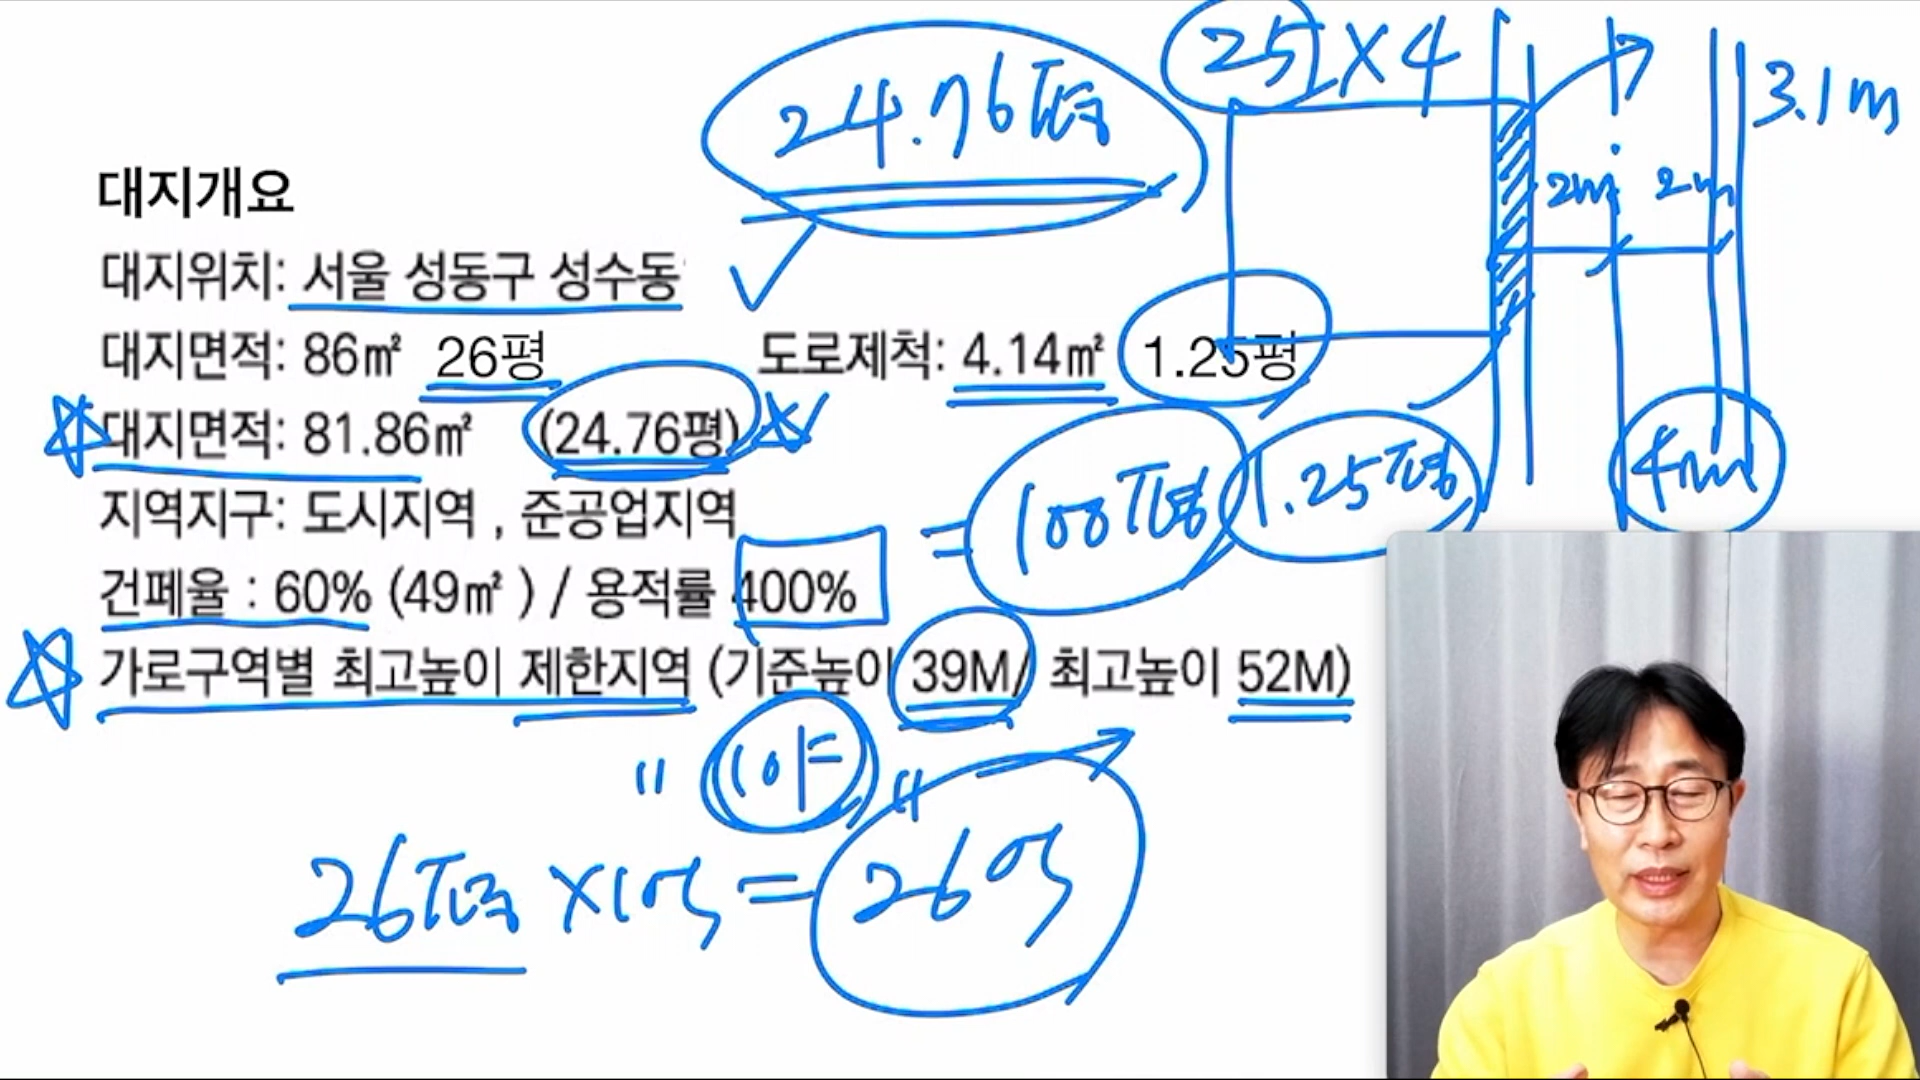 24.76평
25 X 4
3.1m
2m 2m
대지개요
대지위치: 서울 성동구 성수동
대지면적: 86㎡ 26평 도로제척: 4.14㎡ 1.25평
대지면적: 81.86㎡ (24.76평)
4m
= 100평 1.25평
지역지구: 도시지역 , 준공업지역
건폐율 : 60% (49㎡ ) / 용적률 400%
가로구역별 최고높이 제한지역 (기준높이 39M/ 최고높이 52M)
26평 X1억 = 26억